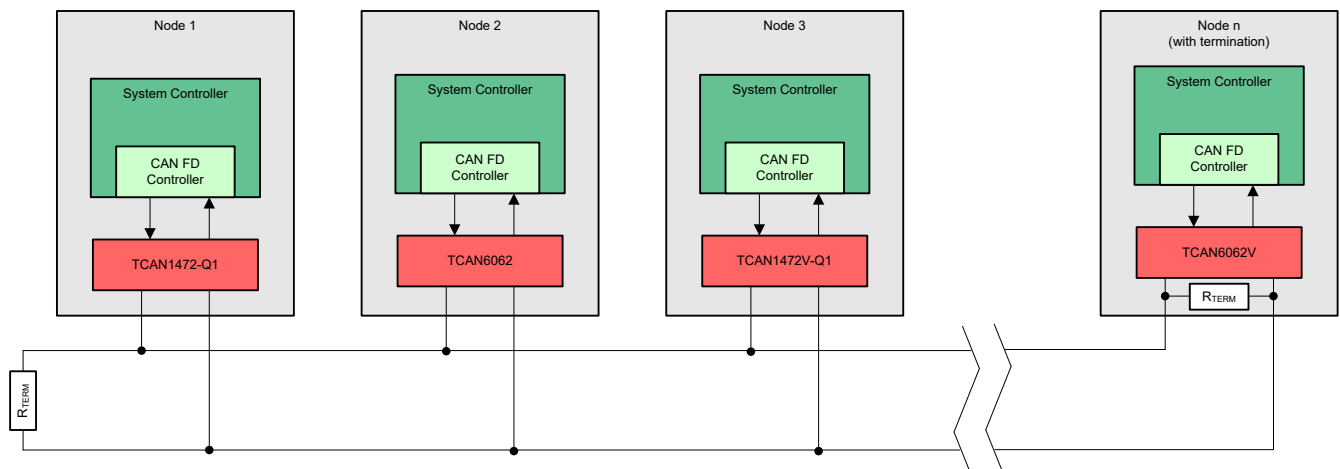 Node 1
System Controller
CAN FD
Controller
TCAN1472-Q1
Node 2
System Controller
CAN FD
Controller
TCAN6062
Node 3
System Controller
CAN FD
Controller
TCAN1472V-Q1
Node n
(with termination)
System Controller
CAN FD
Controller
TCAN6062V
RTERM
RTERM